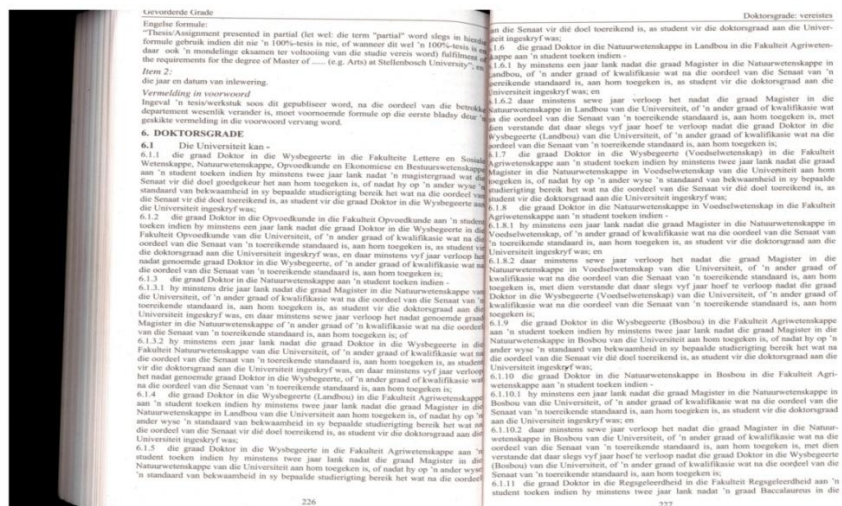 Gevorderde Grade
Engelse formule:
"Thesis/Assignment presented in partial (let wel: die term "partial" word slegs in hierdie
formule gebruik indien dit nie 'n 100%-tesis is nie, of wanneer dit wel 'n 100%-tesis is en
daar ook 'n mondelinge eksamen ter voltooiing van die studie vereis word) fulfilment of
the requirements for the degree of Master of ...... (e.g. Arts) at Stellenbosch University"; en
Item 2:
die jaar en datum van inlewering.
Vermelding in voorwoord
Ingeval 'n tesis/werkstuk soos dit gepubliseer word, na die oordeel van die betrokke
departement wesenlik verander is, moet voornoemde formule op die eerste bladsy deur 'n
geskikte vermelding in die voorwoord vervang word.
6. DOKTORSGRADE
6.1 Die Universiteit kan -
6.1.1 die graad Doktor in die Wysbegeerte in die Fakulteite Lettere en Sosiale
Wetenskappe, Natuurwetenskappe, Opvoedkunde en Ekonomiese en Bestuurswetenskappe
aan 'n student toeken indien hy minstens twee jaar lank nadat 'n magistergraad wat die
Senaat vir dié doel goedgekeur het aan hom toegeken is, of nadat hy op 'n ander wyse 'n
standaard van bekwaamheid in sy bepaalde studierigting bereik het wat na die oordeel van
die Senaat vir dié doel toereikend is, as student vir die graad Doktor in die Wysbegeerte aan
die Universiteit ingeskryf was;
6.1.2 die graad Doktor in die Opvoedkunde in die Fakulteit Opvoedkunde aan 'n student
toeken indien hy minstens een jaar lank nadat die graad Doktor in die Wysbegeerte in die
Fakulteit Opvoedkunde van die Universiteit, of 'n ander graad of kwalifikasie wat na die
oordeel van die Senaat van 'n toereikende standaard is, aan hom toegeken is, as student vir
die doktorsgraad aan die Universiteit ingeskryf was, en daar minstens vyf jaar verloop het
nadat genoemde graad Doktor in die Wysbegeerte, of 'n ander graad of kwalifikasie wat na
die oordeel van die Senaat van 'n toereikende standaard is, aan hom toegeken is;
6.1.3 die graad Doktor in die Natuurwetenskappe aan 'n student toeken indien -
6.1.3.1 hy minstens drie jaar lank nadat die graad Magister in die Natuurwetenskappe van
die Universiteit, of 'n ander graad of kwalifikasie wat na die oordeel van die Senaat van 'n
toereikende standaard is, aan hom toegeken is, as student vir die doktorsgraad aan die
Universiteit ingeskryf was, en daar minstens vyf jaar verloop het nadat die genoemde graad
Magister in die Natuurwetenskappe of 'n ander graad of 'n kwalifikasie wat na die oordeel
van die Senaat van 'n toereikende standaard is, aan hom toegeken is; of
6.1.3.2 hy minstens een jaar lank nadat die graad Doktor in die Wysbegeerte in die
Fakulteit Natuurwetenskappe van die Universiteit, of 'n ander graad of kwalifikasie wat na
die oordeel van die Senaat van 'n toereikende standaard is, aan hom toegeken is, as student
vir die doktorsgraad aan die Universiteit ingeskryf was, en daar minstens vyf jaar verloop
het nadat genoemde graad Doktor in die Wysbegeerte, of 'n ander graad of kwalifikasie wat
na die oordeel van die Senaat van 'n toereikende standaard is, aan hom toegeken is;
6.1.4 die graad Doktor in die Wysbegeerte (Landbou) in die Fakulteit Agriwetenskappe
aan 'n student toeken indien hy minstens twee jaar lank nadat die graad Magister in die
Natuurwetenskappe in Landbou van die Universiteit aan hom toegeken is, of nadat hy op 'n
ander wyse 'n standaard van bekwaamheid in sy bepaalde studierigting bereik het wat na
die oordeel van die Senaat vir dié doel toereikend is, as student vir die doktorsgraad aan die
Universiteit ingeskryf was;
6.1.5 die graad Doktor in die Wysbegeerte in die Fakulteit Agriwetenskappe aan 'n
student toeken indien hy minstens twee jaar lank nadat die graad Magister in die
Natuurwetenskappe van die Universiteit aan hom toegeken is, of nadat hy op 'n ander wyse
'n standaard van bekwaamheid in sy bepaalde studierigting bereik het wat na die oordeel
226
Doktorsgrade: vereistes
van die Senaat vir dié doel toereikend is, as student vir die doktorsgraad aan die Univer-
siteit ingeskryf was;
6.1.6 die graad Doktor in die Natuurwetenskappe in Landbou in die Fakulteit Agriweten-
skappe aan 'n student toeken indien -
6.1.6.1 hy minstens een jaar lank nadat die graad Magister in die Natuurwetenskappe in
Landbou, of 'n ander graad of kwalifikasie wat na die oordeel van die Senaat van 'n
toereikende standaard is, aan hom toegeken is, as student vir die doktorsgraad aan die
Universiteit ingeskryf was; en
6.1.6.2 daar minstens sewe jaar verloop het nadat die graad Magister in die
Natuurwetenskappe in Landbou van die Universiteit, of 'n ander graad of kwalifikasie wat
na die oordeel van die Senaat van 'n toereikende standaard is, aan hom toegeken is, met
dien verstande dat daar slegs vyf jaar hoef te verloop nadat die graad Doktor in die
Wysbegeerte (Landbou) van die Universiteit, of 'n ander graad of kwalifikasie wat na die
oordeel van die Senaat van 'n toereikende standaard is, aan hom toegeken is;
6.1.7 die graad Doktor in die Wysbegeerte (Voedselwetenskap) in die Fakulteit
Agriwetenskappe aan 'n student toeken indien hy minstens twee jaar lank nadat die graad
Magister in die Natuurwetenskappe in Voedselwetenskap van die Universiteit aan hom
toegeken is, of nadat hy op 'n ander wyse 'n standaard van bekwaamheid in sy bepaalde
studierigting bereik het wat na die oordeel van die Senaat vir dié doel toereikend is, as
student vir die doktorsgraad aan die Universiteit ingeskryf was;
6.1.8 die graad Doktor in die Natuurwetenskappe in Voedselwetenskap in die Fakulteit
Agriwetenskappe aan 'n student toeken indien -
6.1.8.1 hy minstens een jaar lank nadat die graad Magister in die Natuurwetenskappe in
Voedselwetenskap, of 'n ander graad of kwalifikasie wat na die oordeel van die Senaat van
'n toereikende standaard is, aan hom toegeken is, as student vir die doktorsgraad aan die
Universiteit ingeskryf was; en
6.1.8.2 daar minstens sewe jaar verloop het nadat die graad Magister in die
Natuurwetenskappe in Voedselwetenskap van die Universiteit, of 'n ander graad of
kwalifikasie wat na die oordeel van die Senaat van 'n toereikende standaard is, aan hom
toegeken is, met dien verstande dat daar slegs vyf jaar hoef te verloop nadat die graad
Doktor in die Wysbegeerte (Voedselwetenskap) van die Universiteit, of 'n ander graad of
kwalifikasie wat na die oordeel van die Senaat van 'n toereikende standaard is, aan hom
toegeken is;
6.1.9 die graad Doktor in die Wysbegeerte (Bosbou) in die Fakulteit Agriwetenskappe
aan 'n student toeken indien hy minstens twee jaar lank nadat die graad Magister in die
Natuurwetenskappe in Bosbou van die Universiteit aan hom toegeken is, of nadat hy op 'n
ander wyse 'n standaard van bekwaamheid in sy bepaalde studierigting bereik het wat na
die oordeel van die Senaat vir dié doel toereikend is, as student vir die doktorsgraad aan die
Universiteit ingeskryf was;
6.1.10 die graad Doktor in die Natuurwetenskappe in Bosbou in die Fakulteit Agri-
wetenskappe aan 'n student toeken indien -
6.1.10.1 hy minstens een jaar lank nadat die graad Magister in die Natuurwetenskappe in
Bosbou van die Universiteit, of 'n ander graad of kwalifikasie wat na die oordeel van die
Senaat van 'n toereikende standaard is, aan hom toegeken is, as student vir die doktorsgraad
aan die Universiteit ingeskryf was; en
6.1.10.2 daar minstens sewe jaar verloop het nadat die graad Magister in die Natuur-
wetenskappe in Bosbou van die Universiteit, of 'n ander graad of kwalifikasie wat na die
oordeel van die Senaat van 'n toereikende standaard is, aan hom toegeken is, met dien
verstande dat daar slegs vyf jaar hoef te verloop nadat die graad Doktor in die Wysbegeerte
(Bosbou) van die Universiteit, of 'n ander graad of kwalifikasie wat na die oordeel van die
Senaat van 'n toereikende standaard is, aan hom toegeken is;
6.1.11 die graad Doktor in die Regsgeleerdheid in die Fakulteit Regsgeleerdheid aan 'n
student toeken indien hy minstens twee jaar lank nadat 'n graad Baccalaureus in die
227